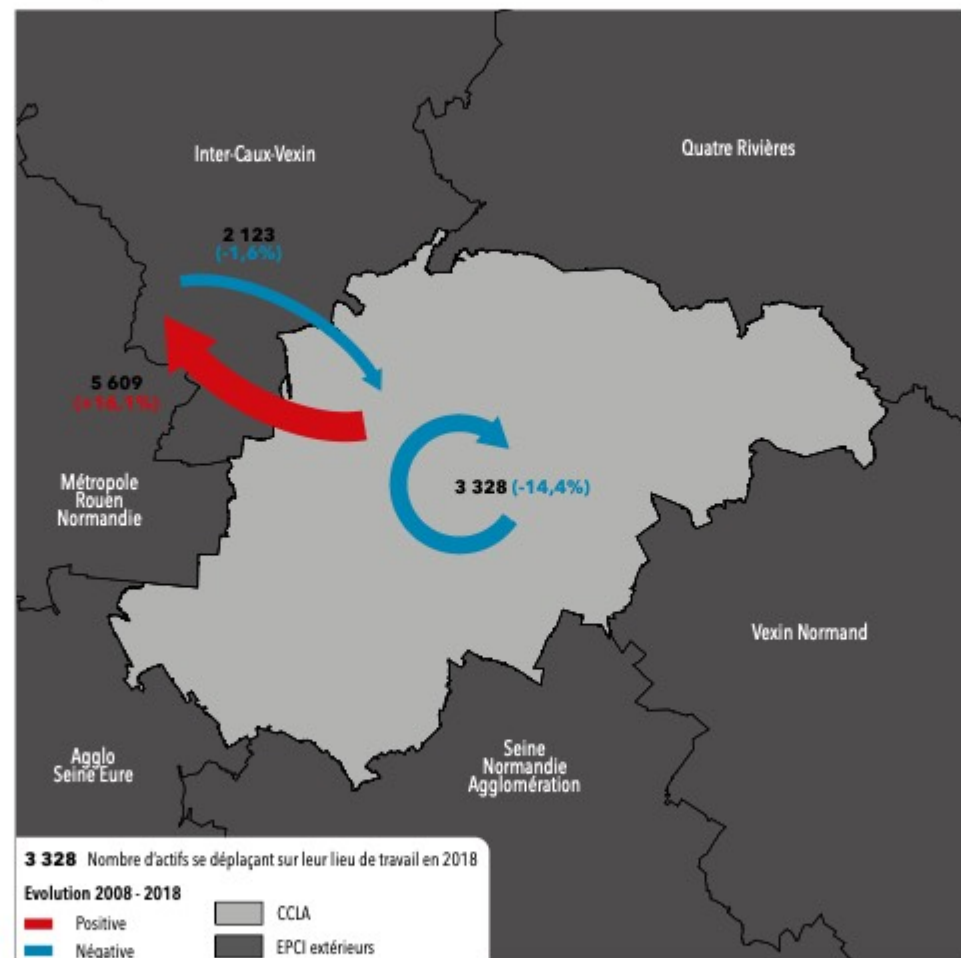 Inter-Caux-Vexin
Quatre Rivières
2 123
(-1,6%)
5 609
(+16,1%)
Métropole
Rouen
Normandie
3 328 (-14,4%)
Vexin Normand
Agglo
Seine Eure
Seine
Normandie
Agglomération
3 328 Nombre d'actifs se déplaçant sur leur lieu de travail en 2018
Evolution 2008 - 2018
Positive
Négative
CCLA
EPCI extérieurs